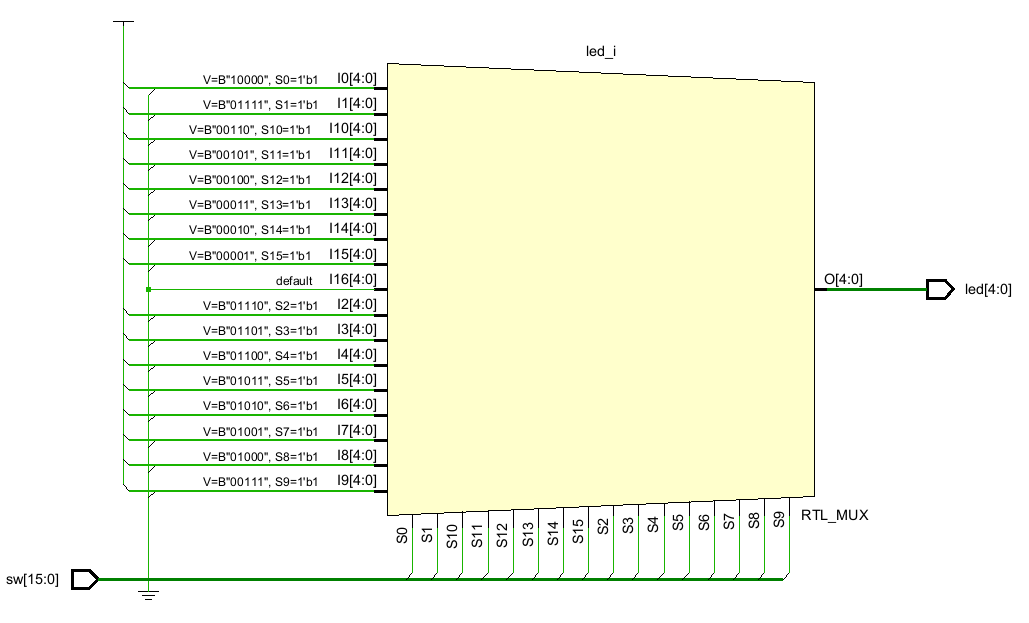 led_i
V=B"10000", S0=1'b1 I0[4:0]
V=B"01111", S1=1'b1 I1[4:0]
V=B"00110", S10=1'b1 I10[4:0]
V=B"00101", S11=1'b1 I11[4:0]
V=B"00100", S12=1'b1 I12[4:0]
V=B"00011", S13=1'b1 I13[4:0]
V=B"00010", S14=1'b1 I14[4:0]
V=B"00001", S15=1'b1 I15[4:0]
default I16[4:0]
V=B"01110", S2=1'b1 I2[4:0]
V=B"01101", S3=1'b1 I3[4:0]
V=B"01100", S4=1'b1 I4[4:0]
V=B"01011", S5=1'b1 I5[4:0]
V=B"01010", S6=1'b1 I6[4:0]
V=B"01001", S7=1'b1 I7[4:0]
V=B"01000", S8=1'b1 I8[4:0]
V=B"00111", S9=1'b1 I9[4:0]
O[4:0]
led[4:0]
S0
S1
S10
S11
S12
S13
S14
S15
S2
S3
S4
S5
S6
S7
S8
S9
RTL_MUX
sw[15:0]